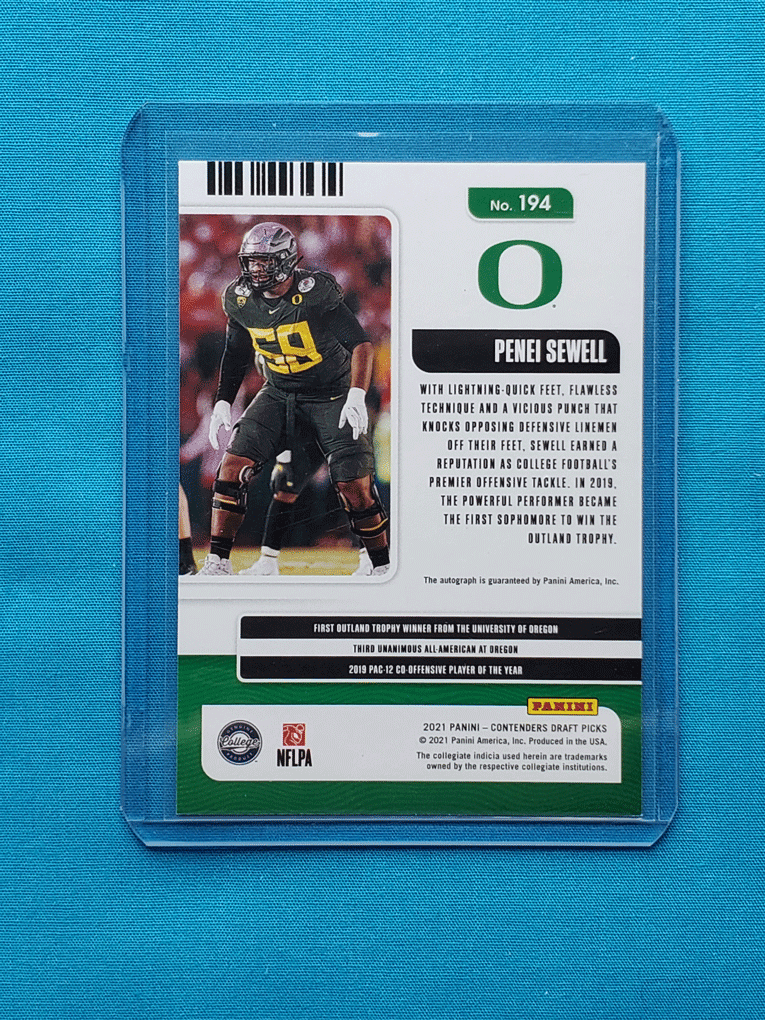 No. 194
O
O
58
PENEI SEWELL
WITH LIGHTNING-QUICK FEET, FLAWLESS
TECHNIQUE AND A VICIOUS PUNCH THAT
KNOCKS OPPOSING DEFENSIVE LINEMEN
OFF THEIR FEET, SEWELL EARNED A
REPUTATION AS COLLEGE FOOTBALL'S
PREMIER OFFENSIVE TACKLE. IN 2019,
THE POWERFUL PERFORMER BECAME
THE FIRST SOPHOMORE TO WIN THE
OUTLAND TROPHY.
The autograph is guaranteed by Panini America, Inc.
FIRST OUTLAND TROPHY WINNER FROM THE UNIVERSITY OF OREGON
THIRD UNANIMOUS ALL-AMERICAN AT OREGON
2019 PAC-12 CO-OFFENSIVE PLAYER OF THE YEAR
PANINI
College
NFLPA
2021 PANINI – CONTENDERS DRAFT PICKS
© 2021 Panini America, Inc. Produced in the USA.
The collegiate indicia used herein are trademarks
owned by the respective collegiate institutions.